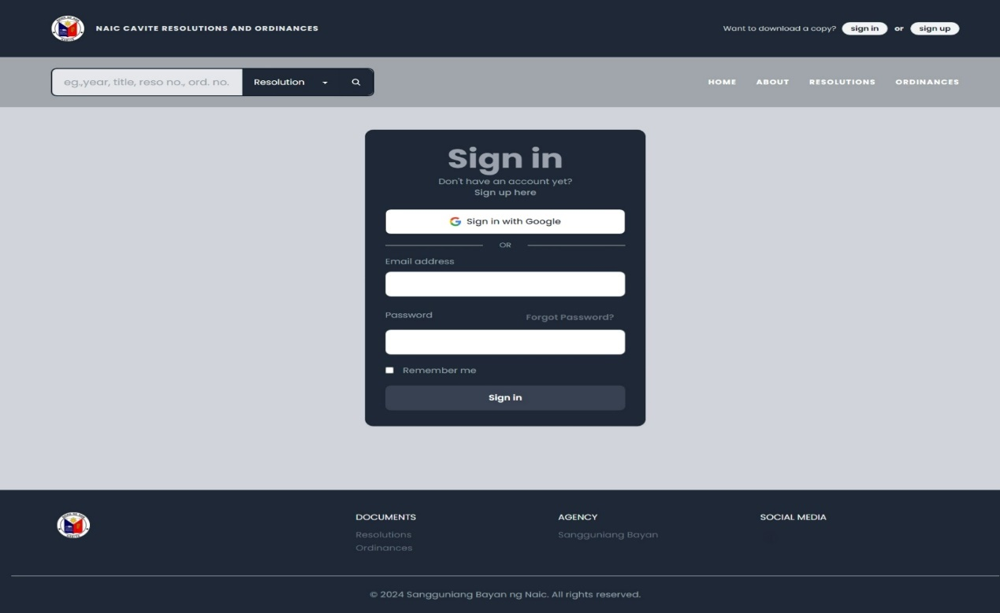 NAIC CAVITE RESOLUTIONS AND ORDINANCES
Want to download a copy? sign in or sign up
eg.,year, title, reso no., ord. no. Resolution
HOME ABOUT RESOLUTIONS ORDINANCES
Sign in
Don't have an account yet?
Sign up here
Sign in with Google
OR
Email address
Password Forgot Password?
Remember me
Sign in
DOCUMENTS AGENCY SOCIAL MEDIA
Resolutions Sangguniang Bayan
Ordinances
© 2024 Sangguniang Bayan ng Naic. All rights reserved.